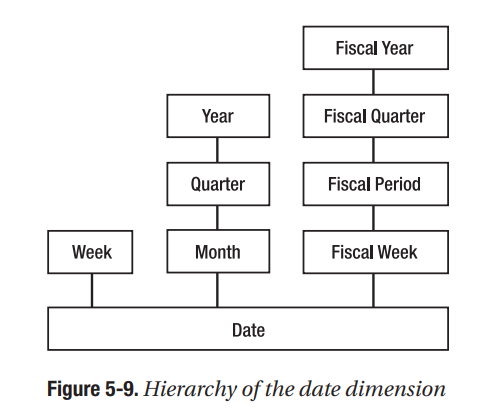 Fiscal Year
Year
Fiscal Quarter
Quarter
Fiscal Period
Week
Month
Fiscal Week
Date
Figure 5-9. Hierarchy of the date dimension